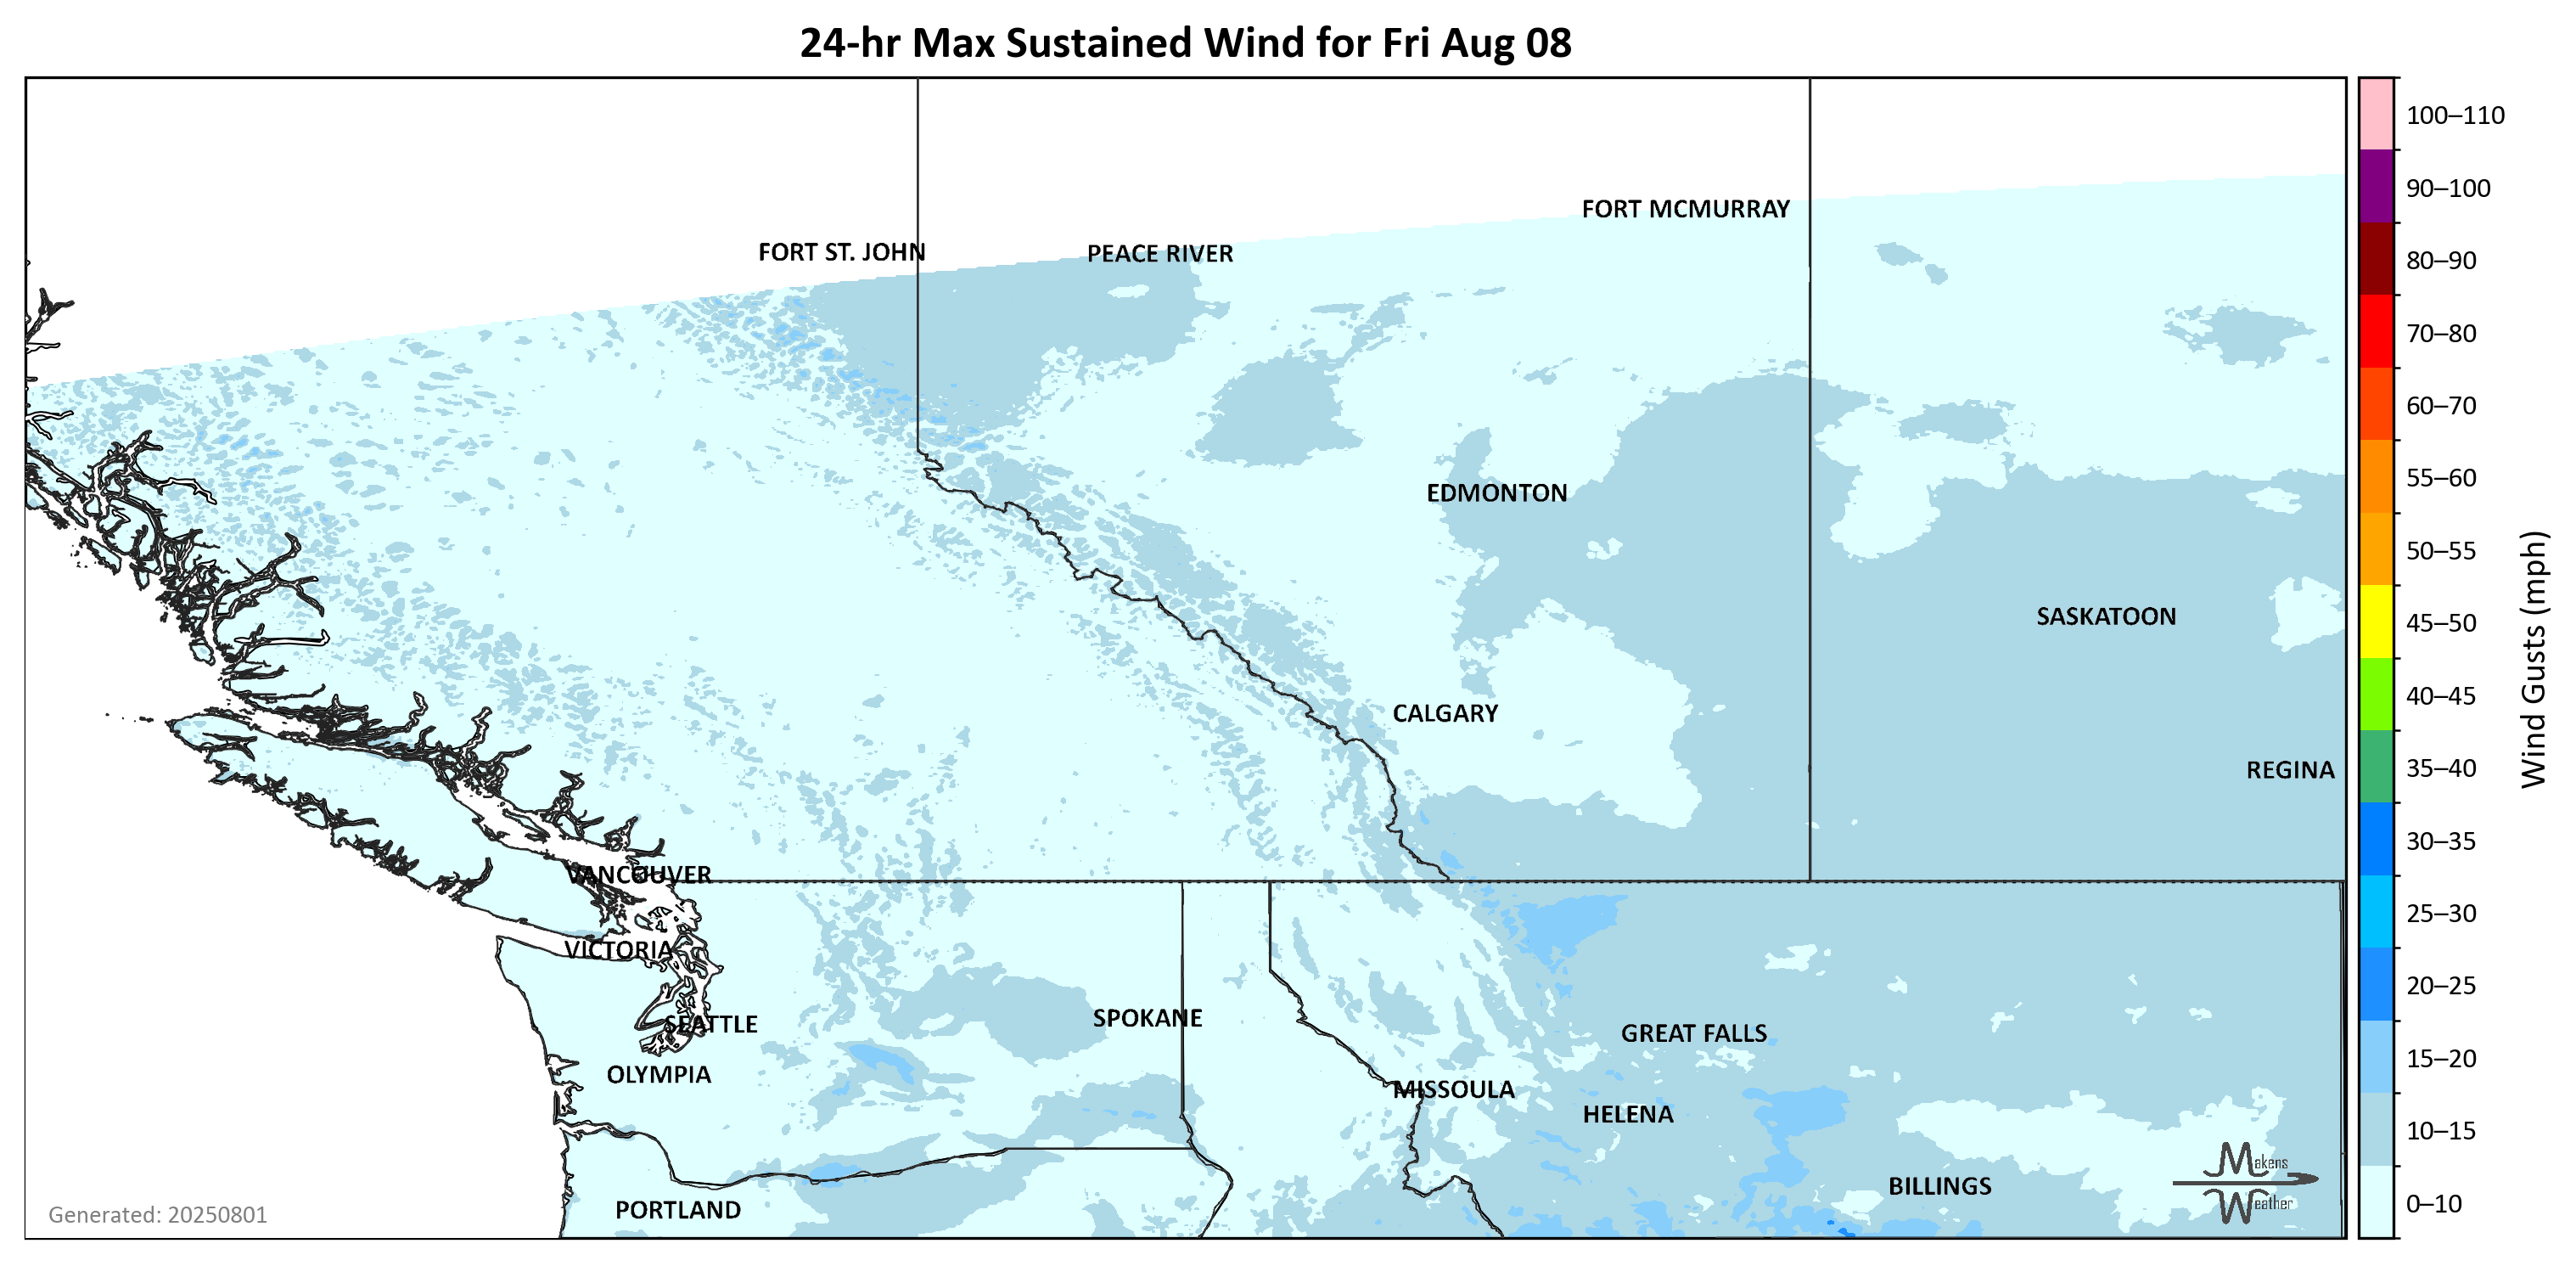 24-hr Max Sustained Wind for Fri Aug 08
100–110
90–100
80–90
70–80
60–70
55–60
50–55
45–50
40–45
35–40
30–35
25–30
20–25
15–20
10–15
0–10
Wind Gusts (mph)
FORT MCMURRAY
FORT ST. JOHN
PEACE RIVER
EDMONTON
SASKATOON
CALGARY
REGINA
VANCOUVER
VICTORIA
SEATTLE
SPOKANE
GREAT FALLS
OLYMPIA
MISSOULA
HELENA
BILLINGS
PORTLAND
Makens
Weather
Generated: 20250801